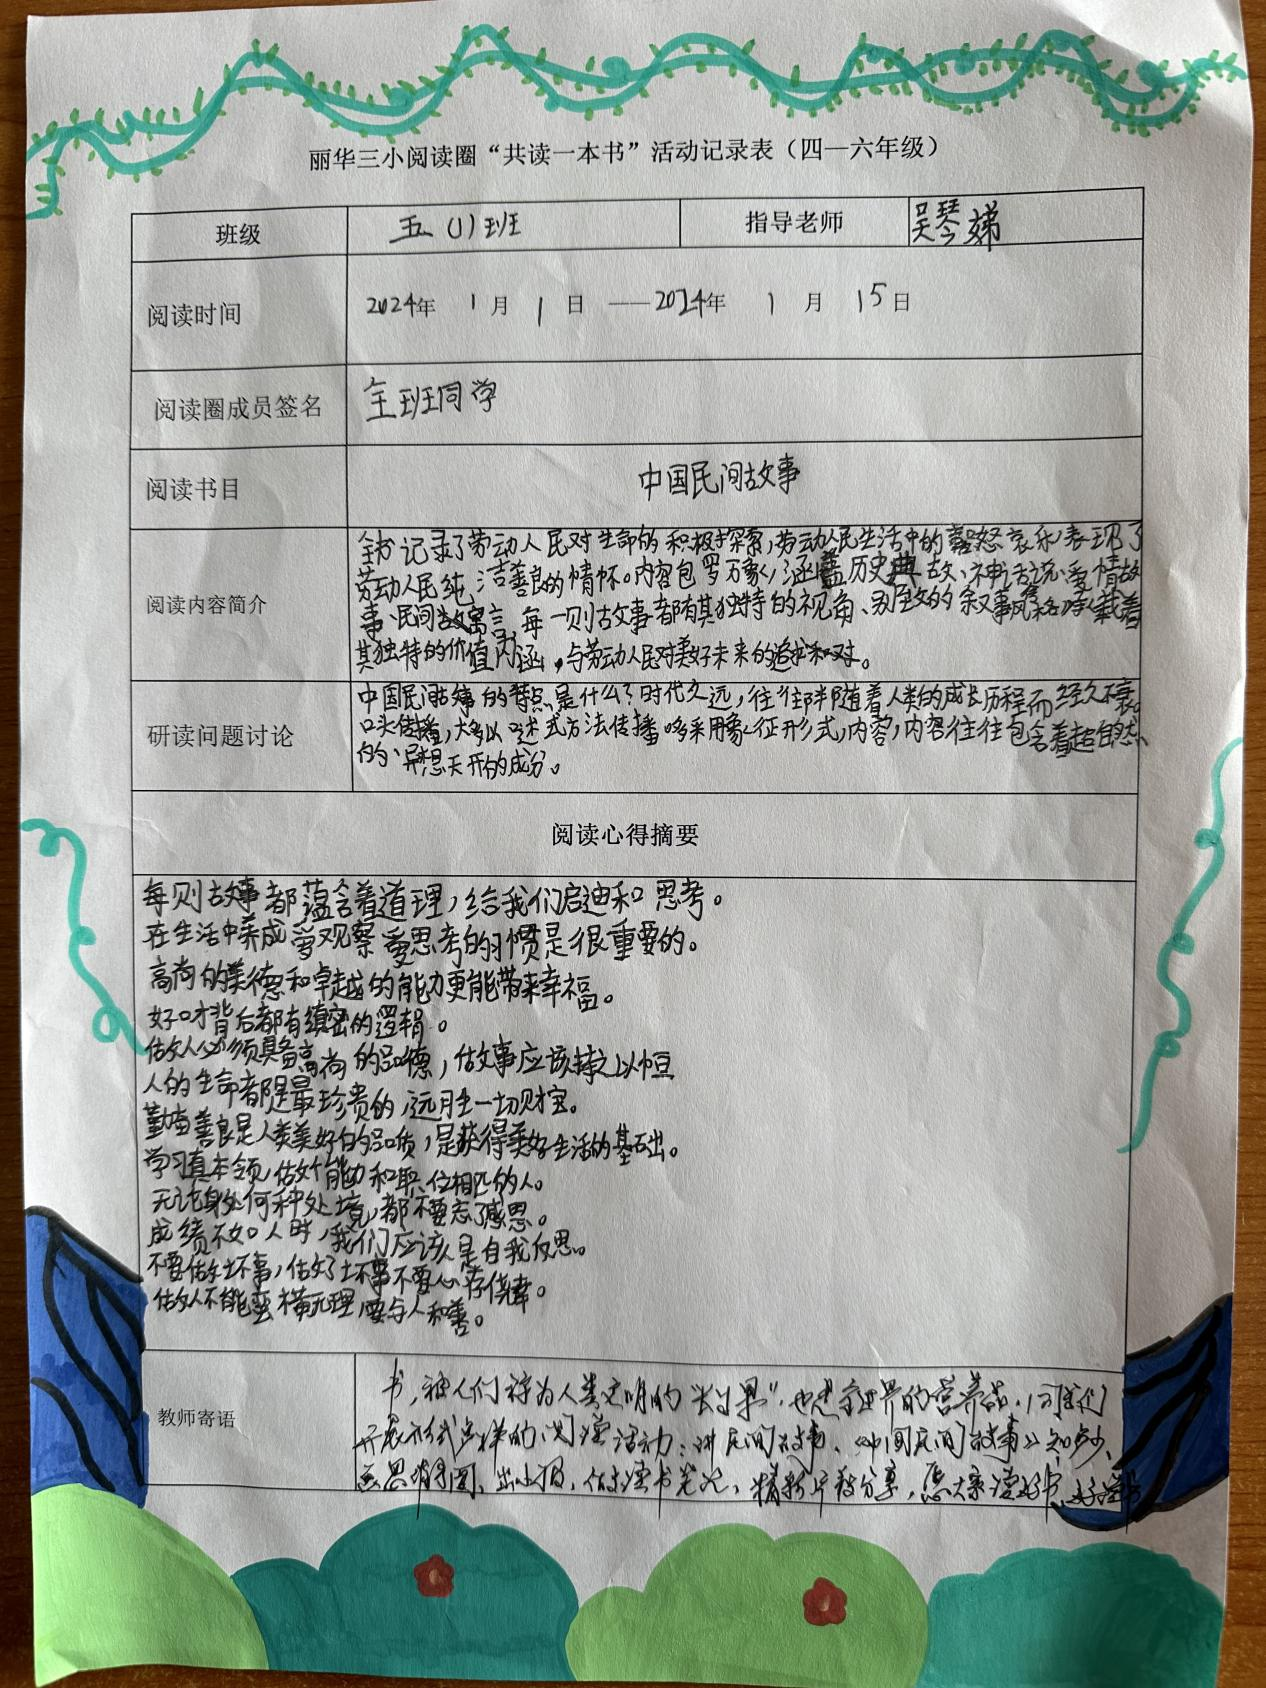 丽华三小阅读圈“共读一本书”活动记录表（四—六年级）
班级 五（1）班 指导老师 吴琴娣
阅读时间 2024年 1月 1日 ——2024年 1月 15日
阅读圈成员签名 全班同学
阅读书目 中国民间故事
阅读内容简介
全书记录了劳动人民对生命的积极探索，劳动人民生活中的喜怒哀乐，表现了
劳动人民纯洁善良的情怀。内容包罗万象，涵盖历史典故、神话传说、爱情故
事、民间故寓言，每一则故事都有其独特的视角、别致的叙事风格，承载着
其独特的价值内涵，与劳动人民对美好未来的追求和对。
研读问题讨论
中国民间故事的特点是什么？时代久远，往往伴随着人类的成长历程而经久不衰。
口头传播，大多以口述式方法传播。多采用象征形式，内容，内容往往包含着超自然
的、异想天开的成分。
阅读心得摘要
每则故事都蕴含着道理，给我们启迪和思考。
在生活中养成爱观察爱思考的习惯是很重要的。
高尚的美德和卓越的能力更能带来幸福。
好口才背后都有缜密的逻辑。
做人必须具备高尚的品德，做事应该持之以恒
人的生命都是最珍贵的，远胜一切财宝。
勤劳善良是人类美好的品质，是获得美好生活的基础。
学习真本领，做个能力和职位相匹的人。
无论身处何种处境，都不要忘了感恩。
成绩不如人时，我们应该是自我反思。
不要做坏事，做了坏事不要心存侥幸。
做人不能蛮横无理，要与人和善。
教师寄语
书，被人们称为人类文明的“长生果”，也是全世界的营养品，同学们
开展形式多样的阅读活动：讲民间故事、《中国民间故事》知多少、
画思维导图、出小报，做读书笔记，精彩片段分享，愿大家读好书、好读书